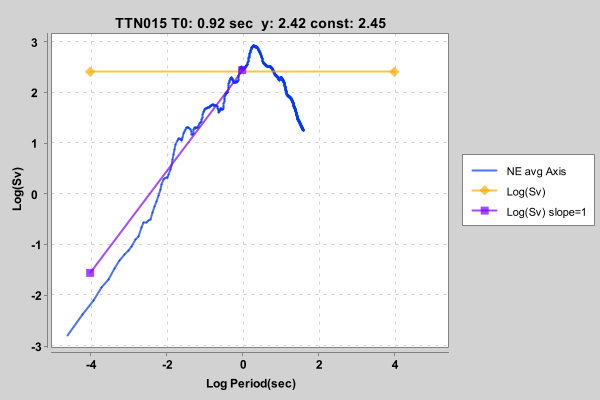 TTN015 T0: 0.92 sec  y: 2.42 const: 2.45
Log(Sv)
3
2
1
0
-1
-2
-3
-4
-2
0
2
4
Log Period(sec)
NE avg Axis
Log(Sv)
Log(Sv) slope=1